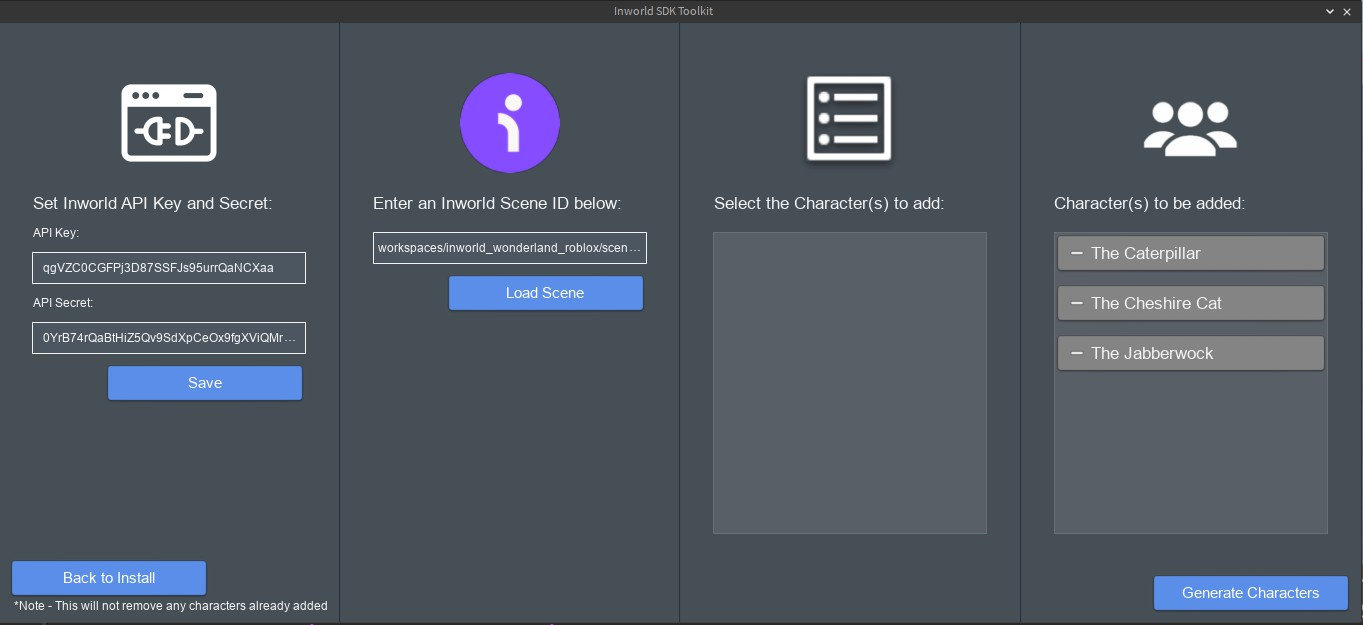 Inworld SDK Toolkit
Set Inworld API Key and Secret:
API Key:
qgVZC0CGFPj3D87SSFJs95urrQaNCXaa
API Secret:
0YrB74rQaBtHiZ5Qv9SdXpCeOx9fgXViQMr...
Save
Back to Install
*Note - This will not remove any characters already added
Enter an Inworld Scene ID below:
workspaces/inworld_wonderland_roblox/scen...
Load Scene
Select the Character(s) to add:
Character(s) to be added:
The Caterpillar
The Cheshire Cat
The Jabberwock
Generate Characters